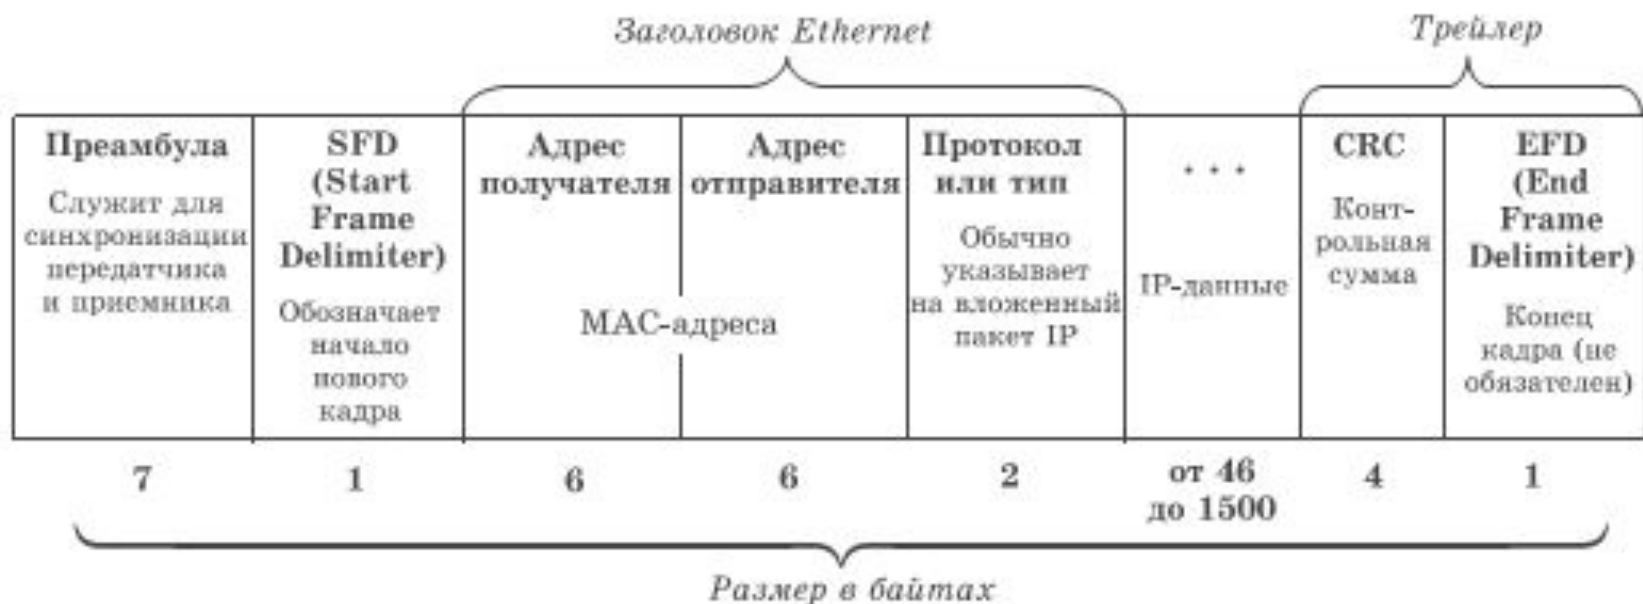 Заголовок Ethernet
Трейлер
Преамбула
Служит для
синхронизации
передатчика
и приемника
SFD
(Start
Frame
Delimiter)
Обозначает
начало
нового
кадра
Адрес
получателя
Адрес
отправителя
MAC-адреса
Протокол
или тип
Обычно
указывает
на вложенный
пакет IP
. . .
IP-данные
CRC
Конт-
рольная
сумма
EFD
(End
Frame
Delimiter)
Конец
кадра (не
обязателен)
7
1
6
6
2
от 46
до 1500
4
1
Размер в байтах